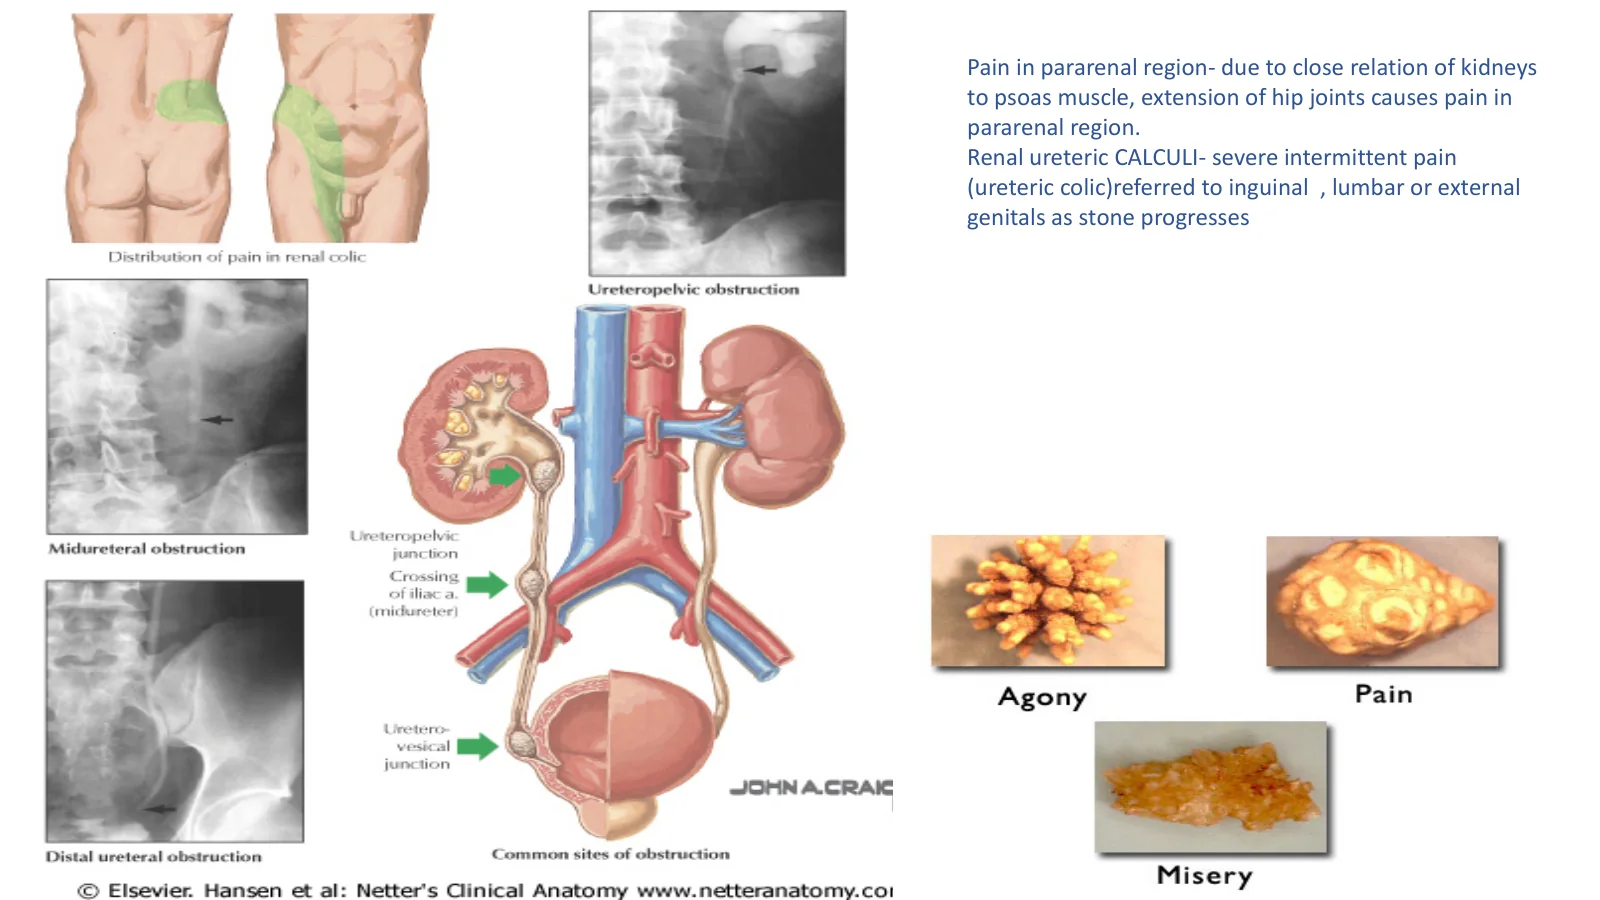 Pain in pararenal region- due to close relation of kidneys
to psoas muscle, extension of hip joints causes pain in
pararenal region.
Renal ureteric CALCULI- severe intermittent pain
(ureteric colic)referred to inguinal , lumbar or external
genitals as stone progresses
Distribution of pain in renal colic
Ureteropelvic obstruction
Midureteral obstruction
Ureteropelvic
junction
Crossing
of iliac a.
(midureter)
Uretero-
vesical
junction
Distal ureteral obstruction
Common sites of obstruction
JOHN A.CRAIG
© Elsevier. Hansen et al: Netter's Clinical Anatomy www.netteranatomy.co
Agony
Pain
Misery